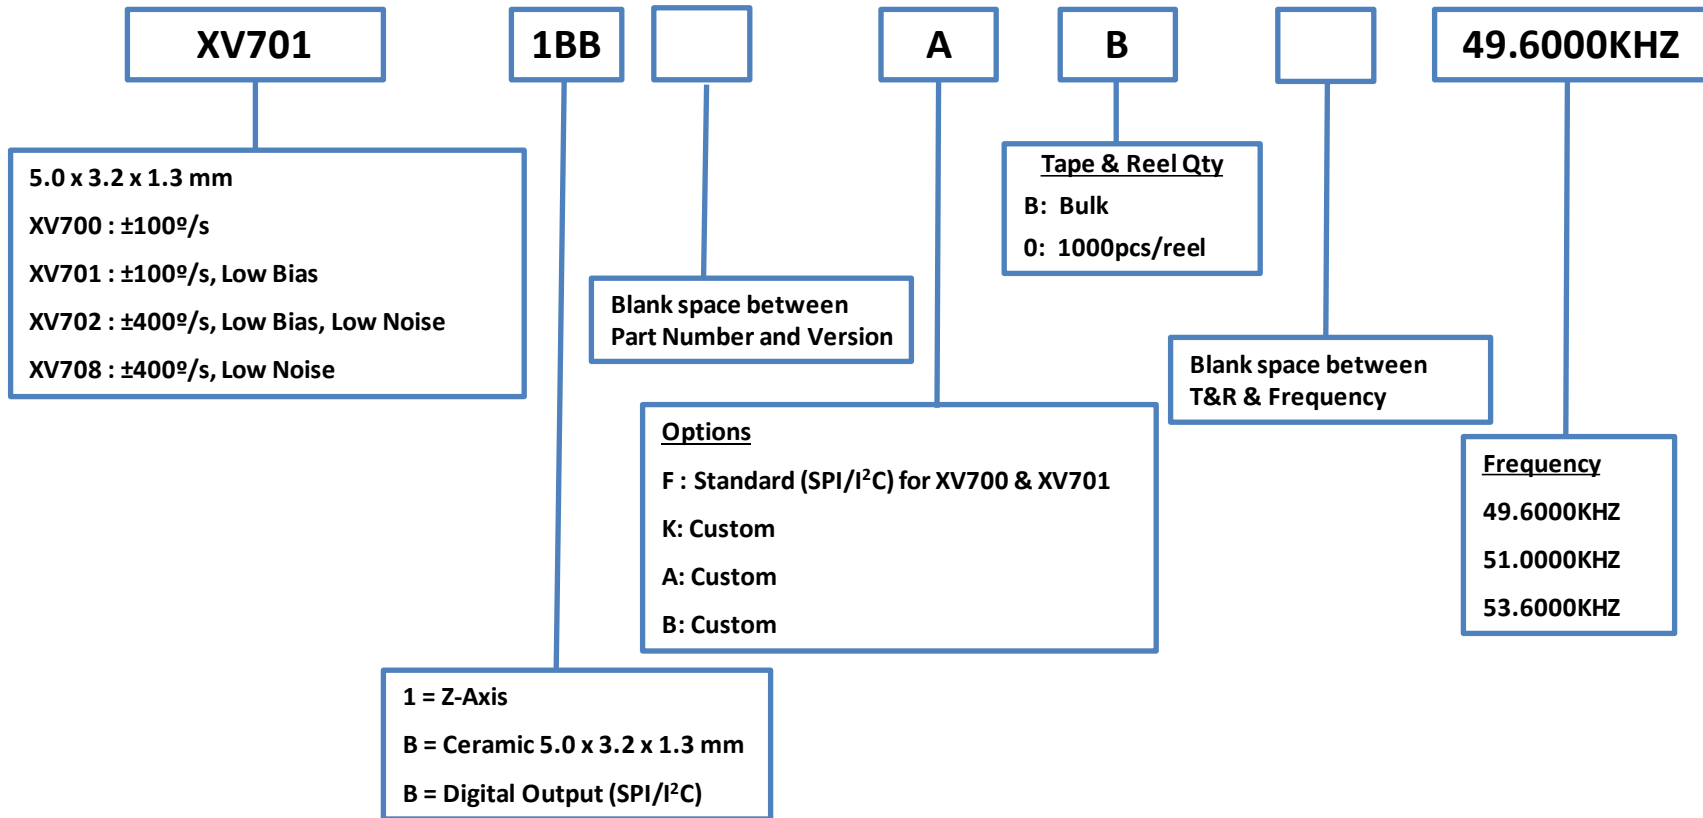 XV701
1BB
A
B
49.6000KHZ
5.0 x 3.2 x 1.3 mm
XV700 : ±100º/s
XV701 : ±100º/s, Low Bias
XV702 : ±400º/s, Low Bias, Low Noise
XV708 : ±400º/s, Low Noise
Tape & Reel Qty
B: Bulk
0: 1000pcs/reel
Blank space between
Part Number and Version
Blank space between
T&R & Frequency
Options
F : Standard (SPI/I²C) for XV700 & XV701
K: Custom
A: Custom
B: Custom
Frequency
49.6000KHZ
51.0000KHZ
53.6000KHZ
1 = Z-Axis
B = Ceramic 5.0 x 3.2 x 1.3 mm
B = Digital Output (SPI/I²C)